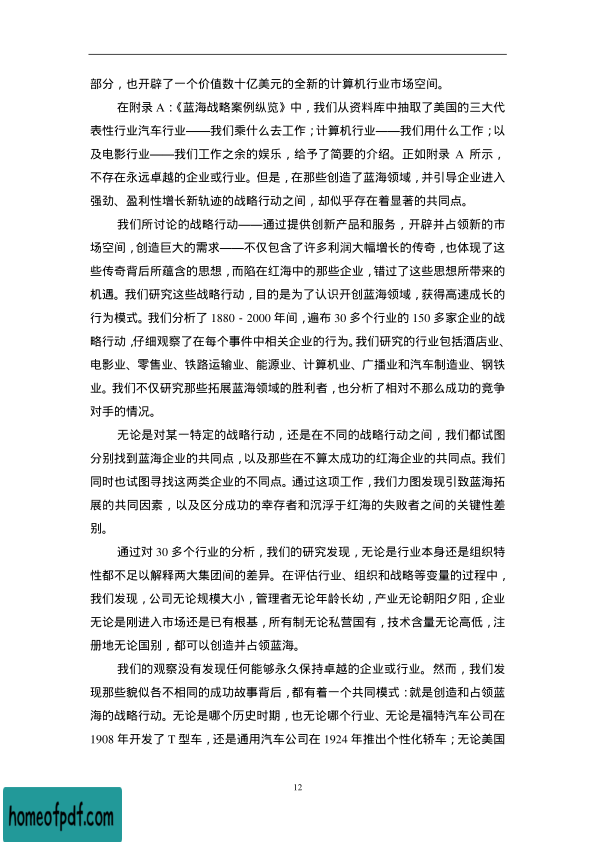 部分，也开辟了一个价值数十亿美元的全新的计算机行业市场空间。
在附录 A：《蓝海战略案例纵览》中，我们从资料库中抽取了美国的三大代
表性行业汽车行业——我们乘什么去工作；计算机行业——我们用什么工作；以
及电影行业——我们工作之余的娱乐，给予了简要的介绍。正如附录 A 所示，
不存在永远卓越的企业或行业。但是，在那些创造了蓝海领域，并引导企业进入
强劲、盈利性增长新轨迹的战略行动之间，却似乎存在着显著的共同点。
我们所讨论的战略行动——通过提供创新产品和服务，开辟并占领新的市
场空间，创造巨大的需求——不仅包含了许多利润大幅增长的传奇，也体现了这
些传奇背后所蕴含的思想，而陷在红海中的那些企业，错过了这些思想所带来的
机遇。我们研究这些战略行动，目的是为了认识开创蓝海领域，获得高速成长的
行为模式。我们分析了 1880 - 2000 年间，遍布 30 多个行业的 150 多家企业的战
略行动，仔细观察了在每个事件中相关企业的行为。我们研究的行业包括酒店业、
电影业、零售业、铁路运输业、能源业、计算机业、广播业和汽车制造业、钢铁
业。我们不仅研究那些拓展蓝海领域的胜利者，也分析了相对不那么成功的竞争
对手的情况。
无论是对某一特定的战略行动，还是在不同的战略行动之间，我们都试图
分别找到蓝海企业的共同点，以及那些在不算太成功的红海企业的共同点。我们
同时也试图寻找这两类企业的不同点。通过这项工作，我们力图发现引致蓝海拓
展的共同因素，以及区分成功的幸存者和沉浮于红海的失败者之间的关键性差
别。
通过对 30 多个行业的分析，我们的研究发现，无论是行业本身还是组织特
性都不足以解释两大集团间的差异。在评估行业、组织和战略等变量的过程中，
我们发现，公司无论规模大小，管理者无论年龄长幼，产业无论朝阳夕阳，企业
无论是刚进入市场还是已有根基，所有制无论私营国有，技术含量无论高低，注
册地无论国别，都可以创造并占领蓝海。
我们的观察没有发现任何能够永久保持卓越的企业或行业。然而，我们发
现那些貌似各不相同的成功故事背后，都有着一个共同模式：就是创造和占领蓝
海的战略行动。无论是哪个历史时期，也无论哪个行业、无论是福特汽车公司在
1908 年开发了 T 型车，还是通用汽车公司在 1924 年推出个性化轿车；无论美国
12
homeofpdf.com